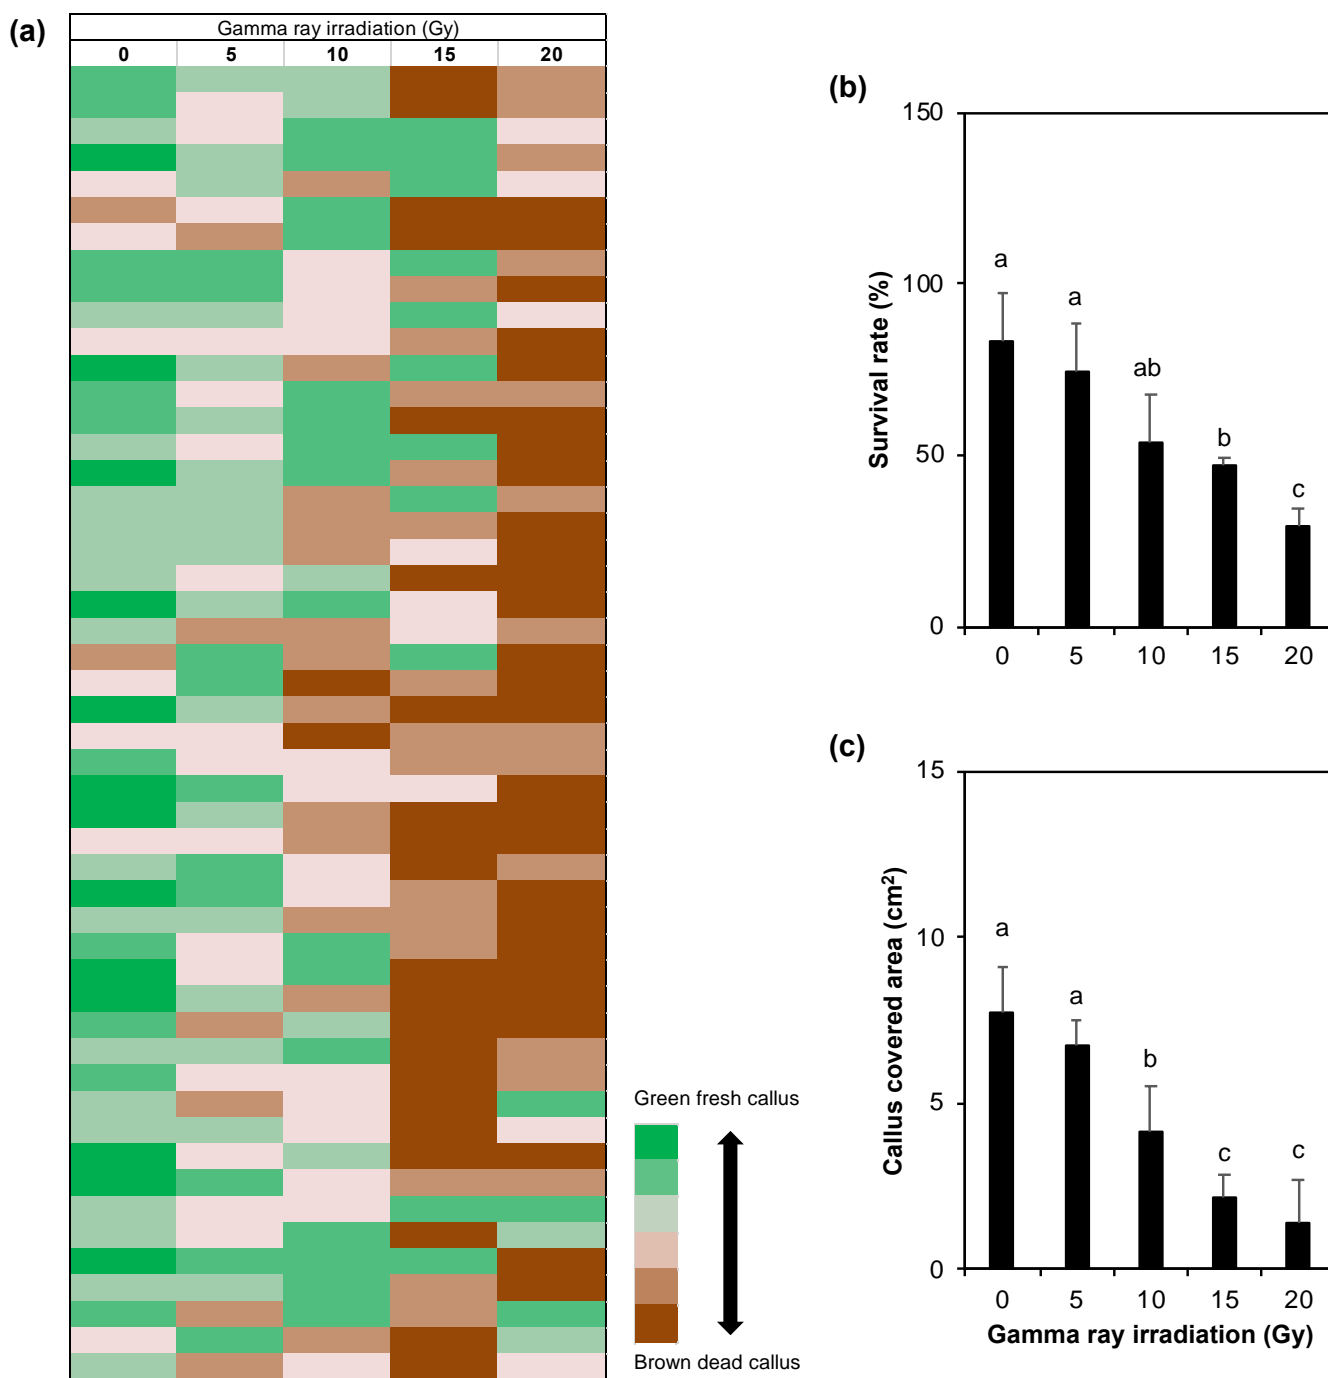 (a)
Gamma ray irradiation (Gy)
0 5 10 15 20
Green fresh callus
Brown dead callus
(b)
150
100
50
0
Survival rate (%)
a a ab b c
0 5 10 15 20
(c)
15
10
5
0
Callus covered area (cm²)
a a b c c
0 5 10 15 20
Gamma ray irradiation (Gy)